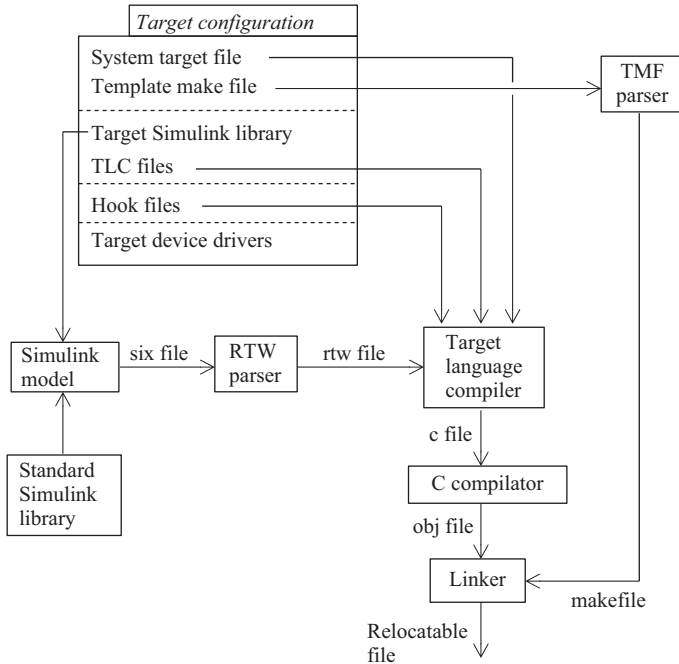 Target configuration
System target file
Template make file
Target Simulink library
TLC files
Hook files
Target device drivers
TMF
parser
Simulink
model
six file
RTW
parser
rtw file
Target
language
compiler
Standard
Simulink
library
c file
C compilator
obj file
Linker
makefile
Relocatable
file